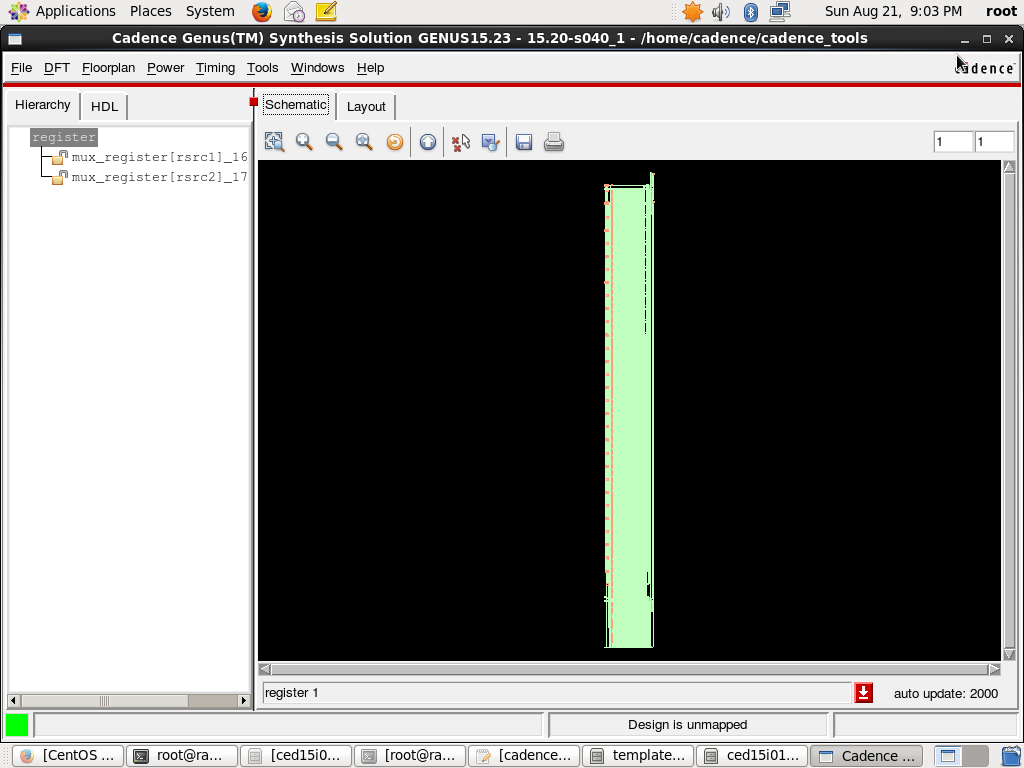 Applications Places System Sun Aug 21, 9:03 PM root
Cadence Genus(TM) Synthesis Solution GENUS15.23 - 15.20-s040_1 - /home/cadence/cadence_tools
File DFT Floorplan Power Timing Tools Windows Help cadence
Hierarchy HDL
Schematic Layout
register
mux_register[rsrc1]_16
mux_register[rsrc2]_17
1 1
register 1 auto update: 2000
Design is unmapped
[CentOS ... root@ra... [ced15i0... [root@ra... [cadence... template... ced15i01... Cadence ...